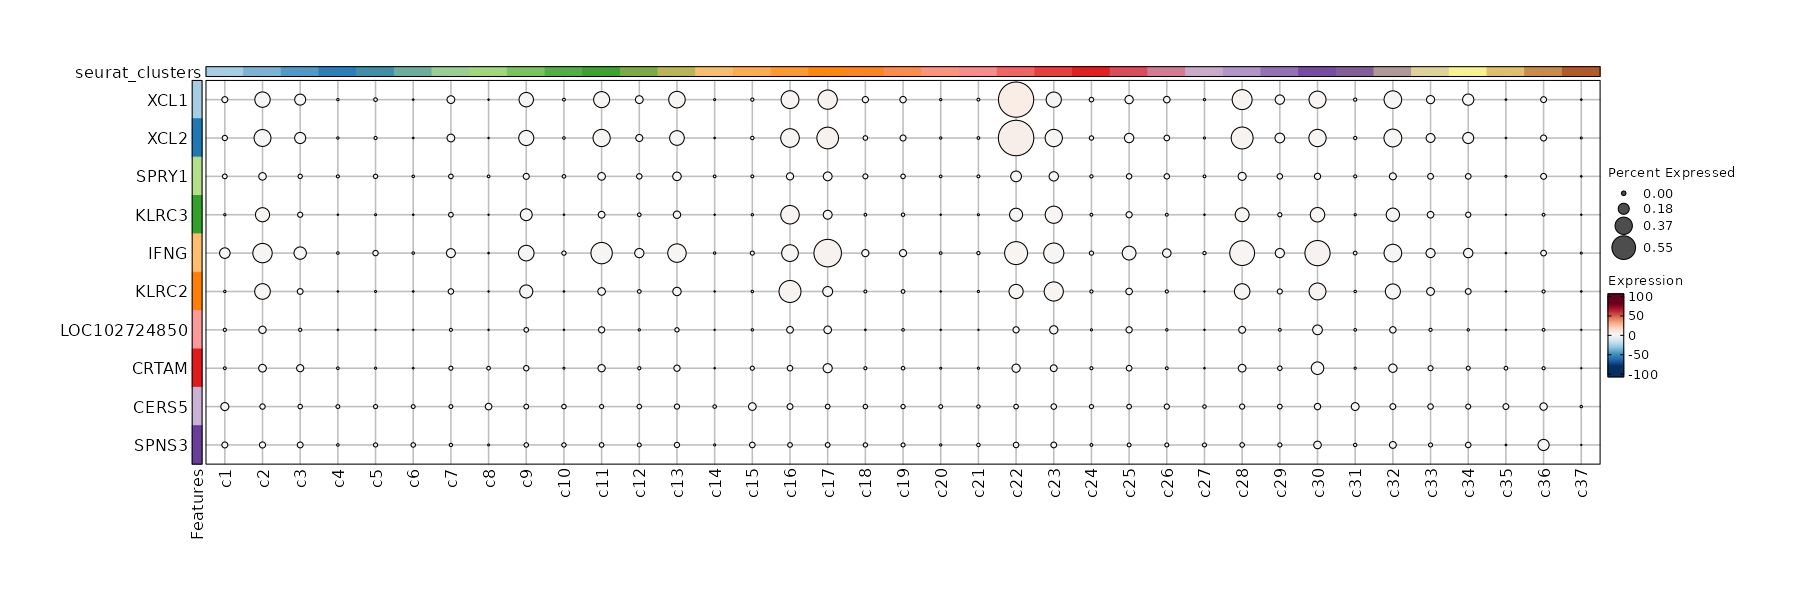 seurat_clusters
XCL1
XCL2
SPRY1
KLRC3
IFNG
KLRC2
LOC102724850
CRTAM
CERS5
SPNS3
Features
c1
c2
c3
c4
c5
c6
c7
c8
c9
c10
c11
c12
c13
c14
c15
c16
c17
c18
c19
c20
c21
c22
c23
c24
c25
c26
c27
c28
c29
c30
c31
c32
c33
c34
c35
c36
c37
Percent Expressed
0.00
0.18
0.37
0.55
Expression
100
50
0
-50
-100